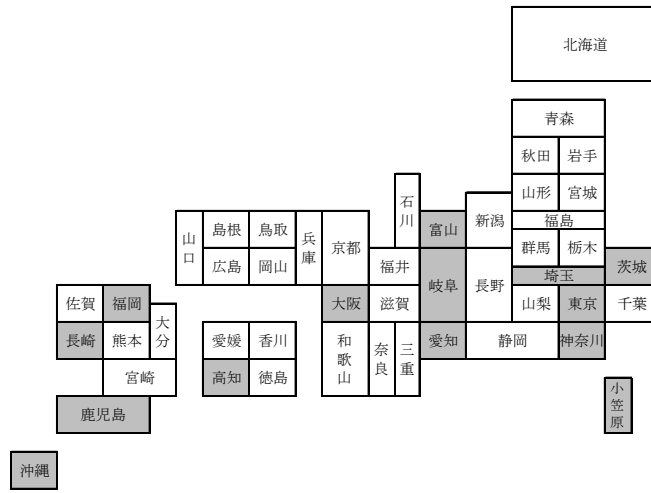 北海道
青森
秋田 岩手
山形 宮城
石川
富山
新潟
福島
山口
島根 鳥取
兵庫
京都
群馬 栃木
広島 岡山
福井
岐阜
長野
埼玉
茨城
佐賀 福岡
大阪 滋賀
山梨 東京 千葉
大分
長崎 熊本
愛媛 香川
和歌山
奈良
三重
愛知 静岡 神奈川
宮崎
高知 徳島
鹿児島
小笠原
沖縄